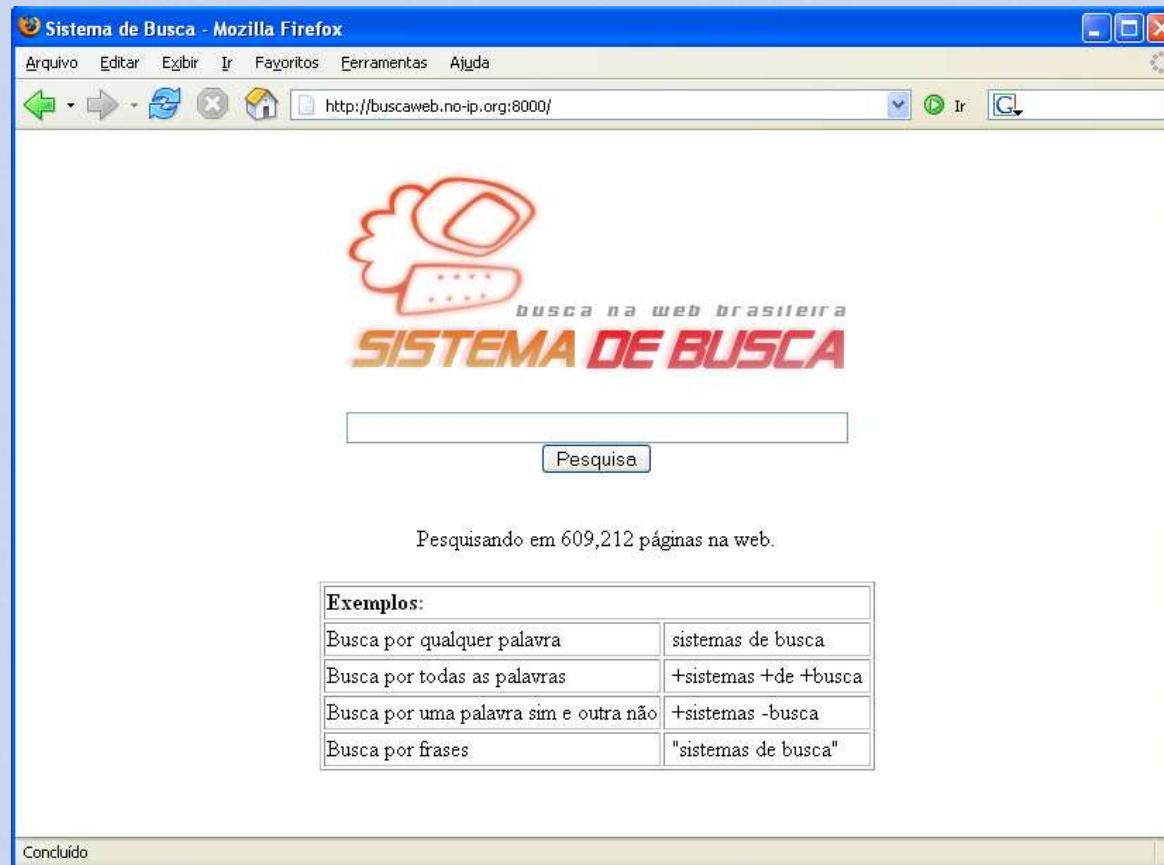 Sistema de Busca - Mozilla Firefox
Arquivo Editar Exibir Ir Favoritos Ferramentas Ajuda
http://buscaweb.no-ip.org:8000/ Ir G
busca na web brasileira
SISTEMA DE BUSCA
Pesquisa
Pesquisando em 609,212 páginas na web.
Exemplos:
Busca por qualquer palavra sistemas de busca
Busca por todas as palavras +sistemas +de +busca
Busca por uma palavra sim e outra não +sistemas -busca
Busca por frases "sistemas de busca"
Concluído